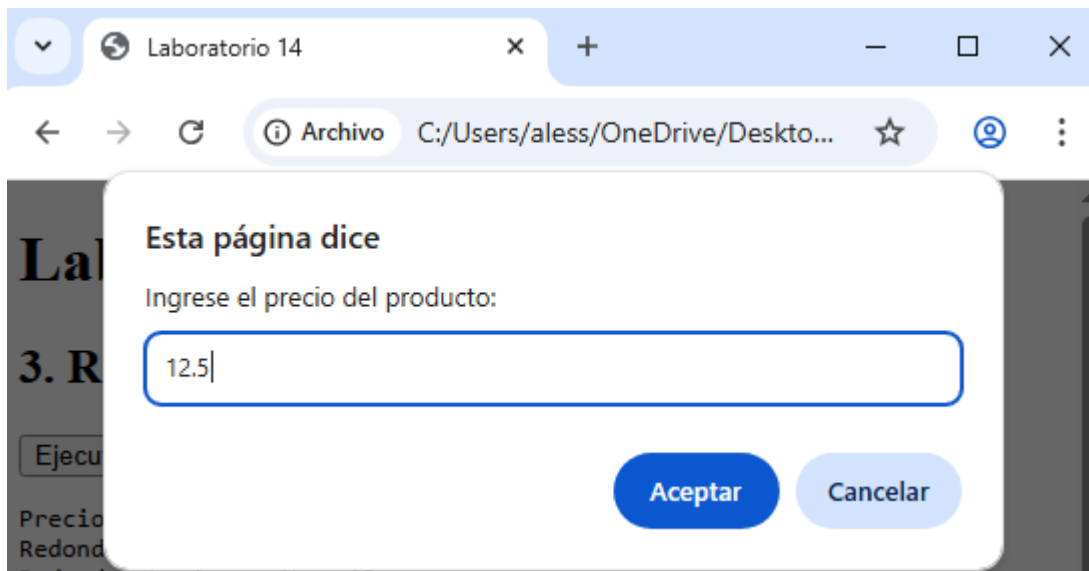 Laboratorio 14
Archivo C:/Users/aless/OneDrive/Deskto...
Esta página dice
Ingrese el precio del producto:
12.5
Aceptar Cancelar
3. R